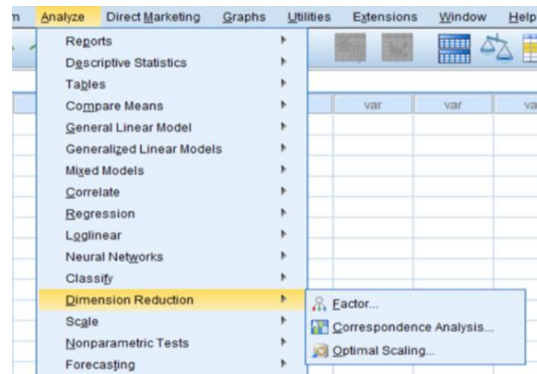 Analyze Direct Marketing Graphs Utilities Extensions Window Help
Reports
Descriptive Statistics
Tables
var var va
Compare Means
General Linear Model
Generalized Linear Models
Mixed Models
Correlate
Regression
Loglinear
Neural Networks
Classify
Dimension Reduction
Factor...
Scale
Correspondence Analysis...
Nonparametric Tests
Optimal Scaling...
Forecasting